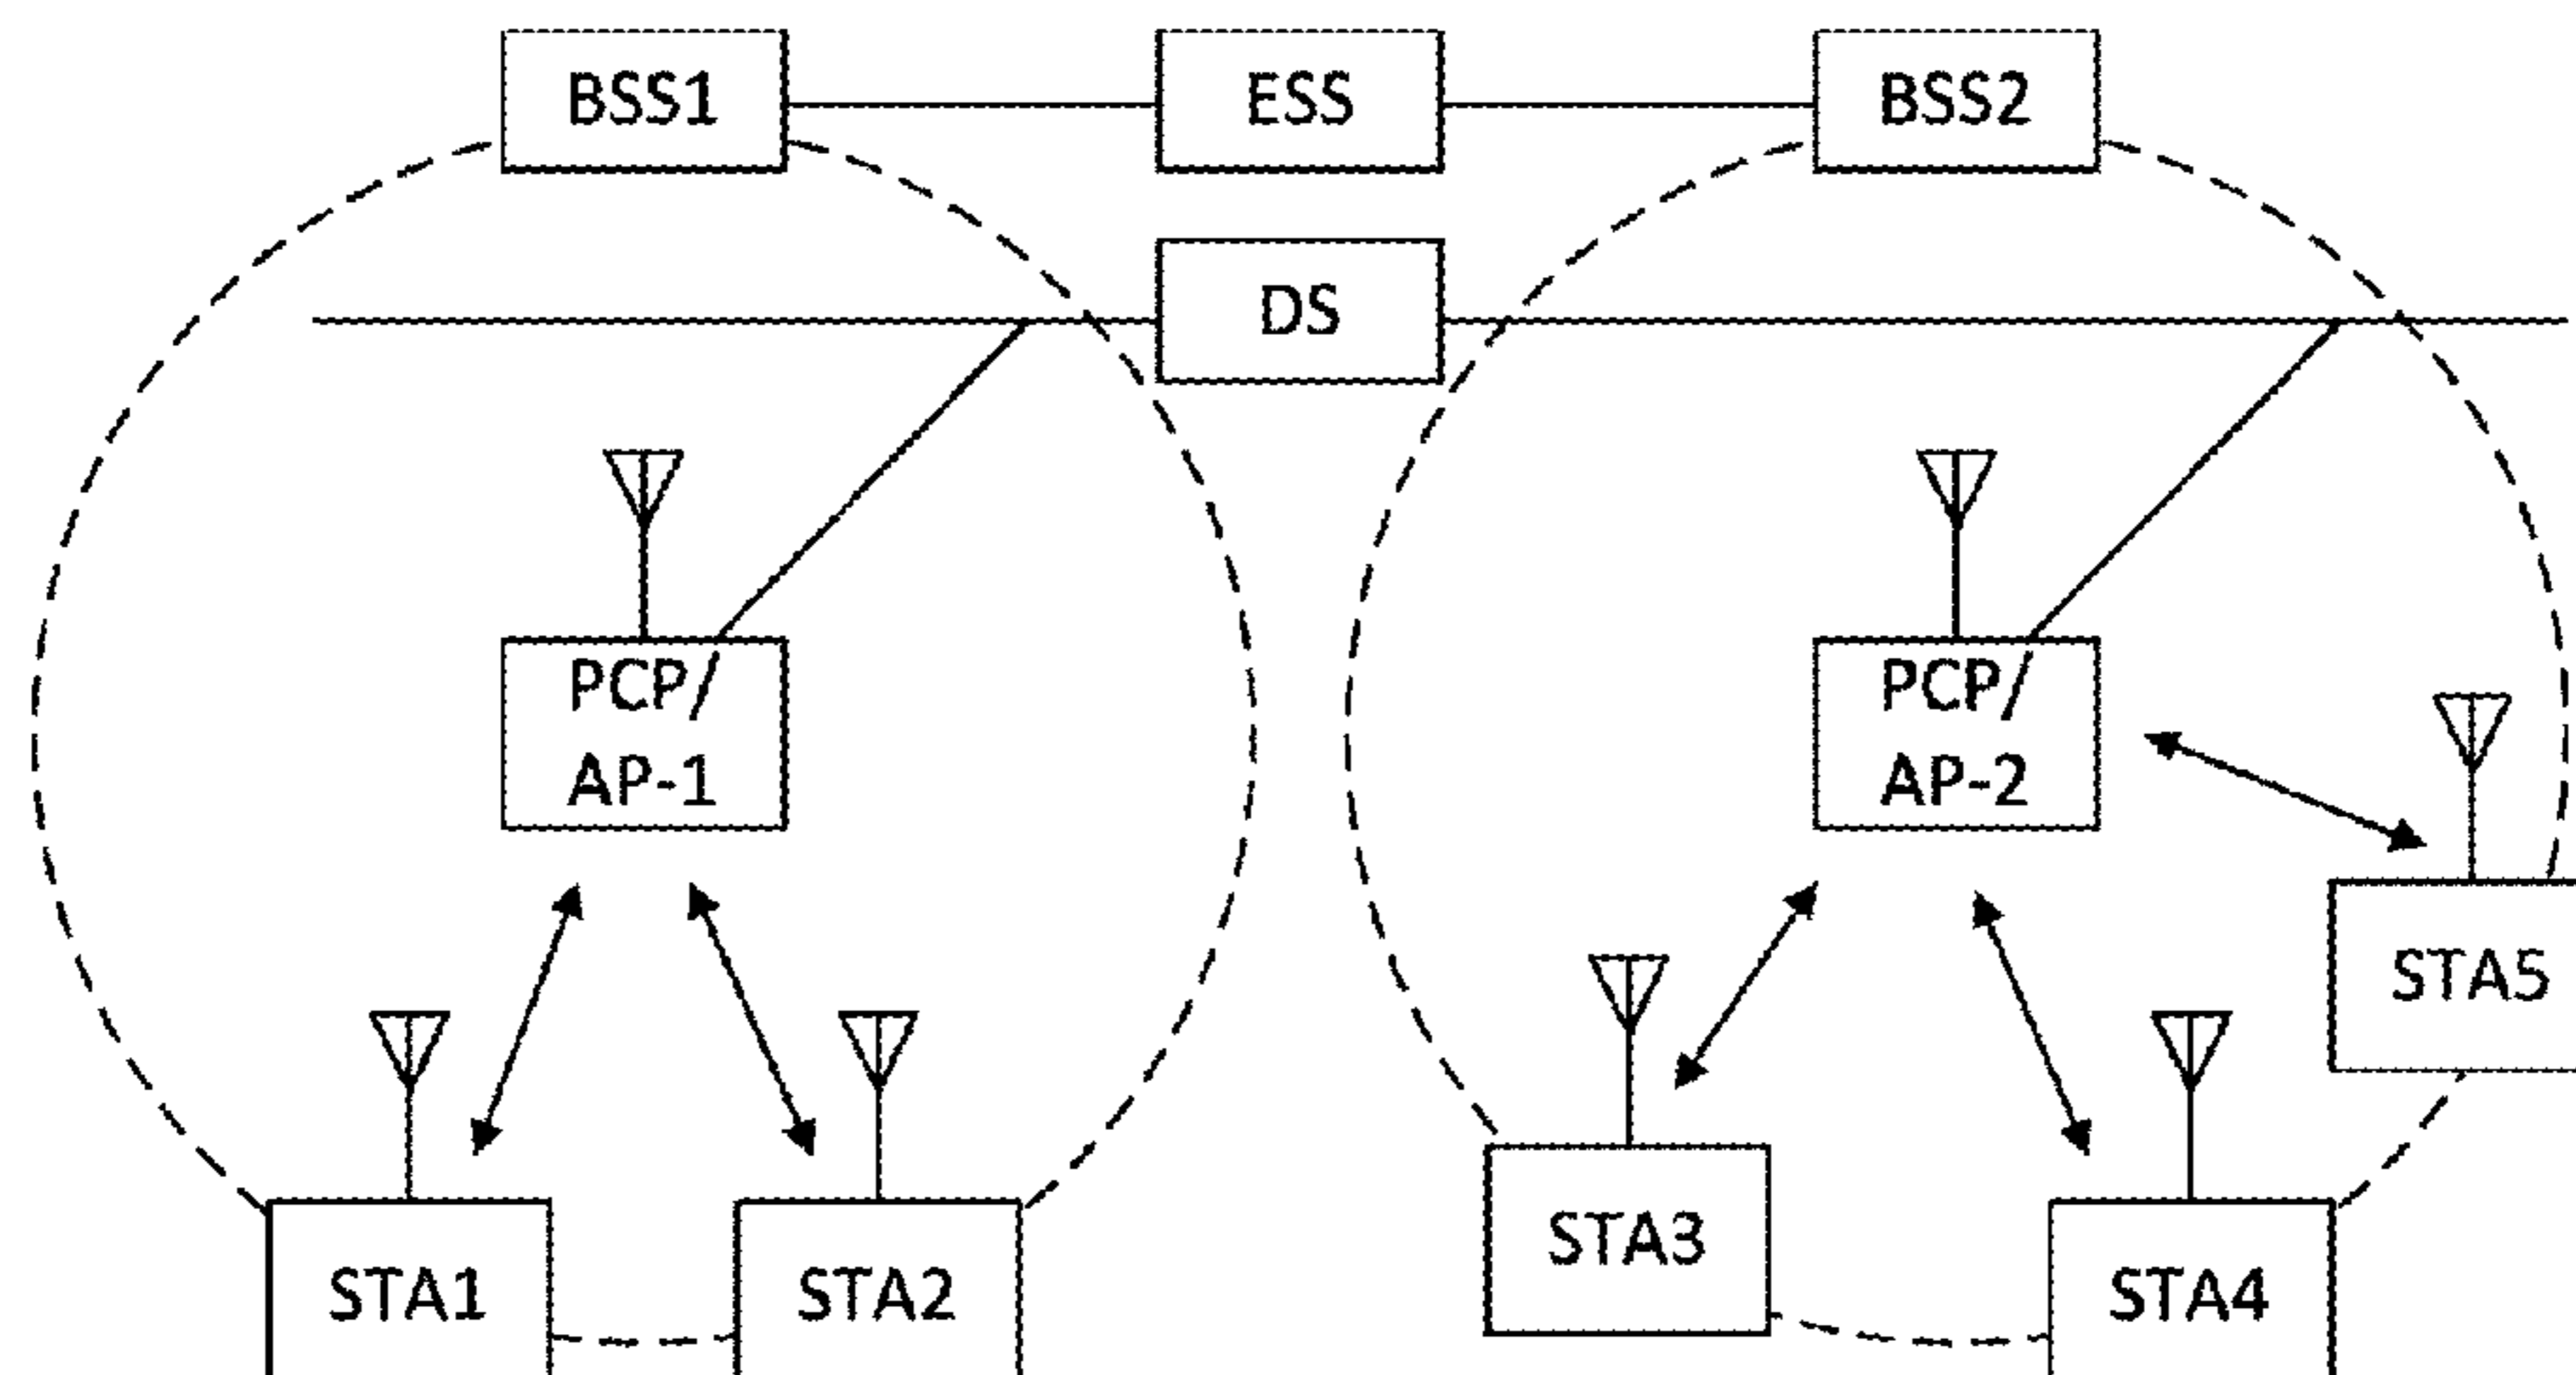 BSS1
ESS
BSS2
DS
PCP/
AP-1
PCP/
AP-2
STA5
STA3
STA1
STA2
STA4